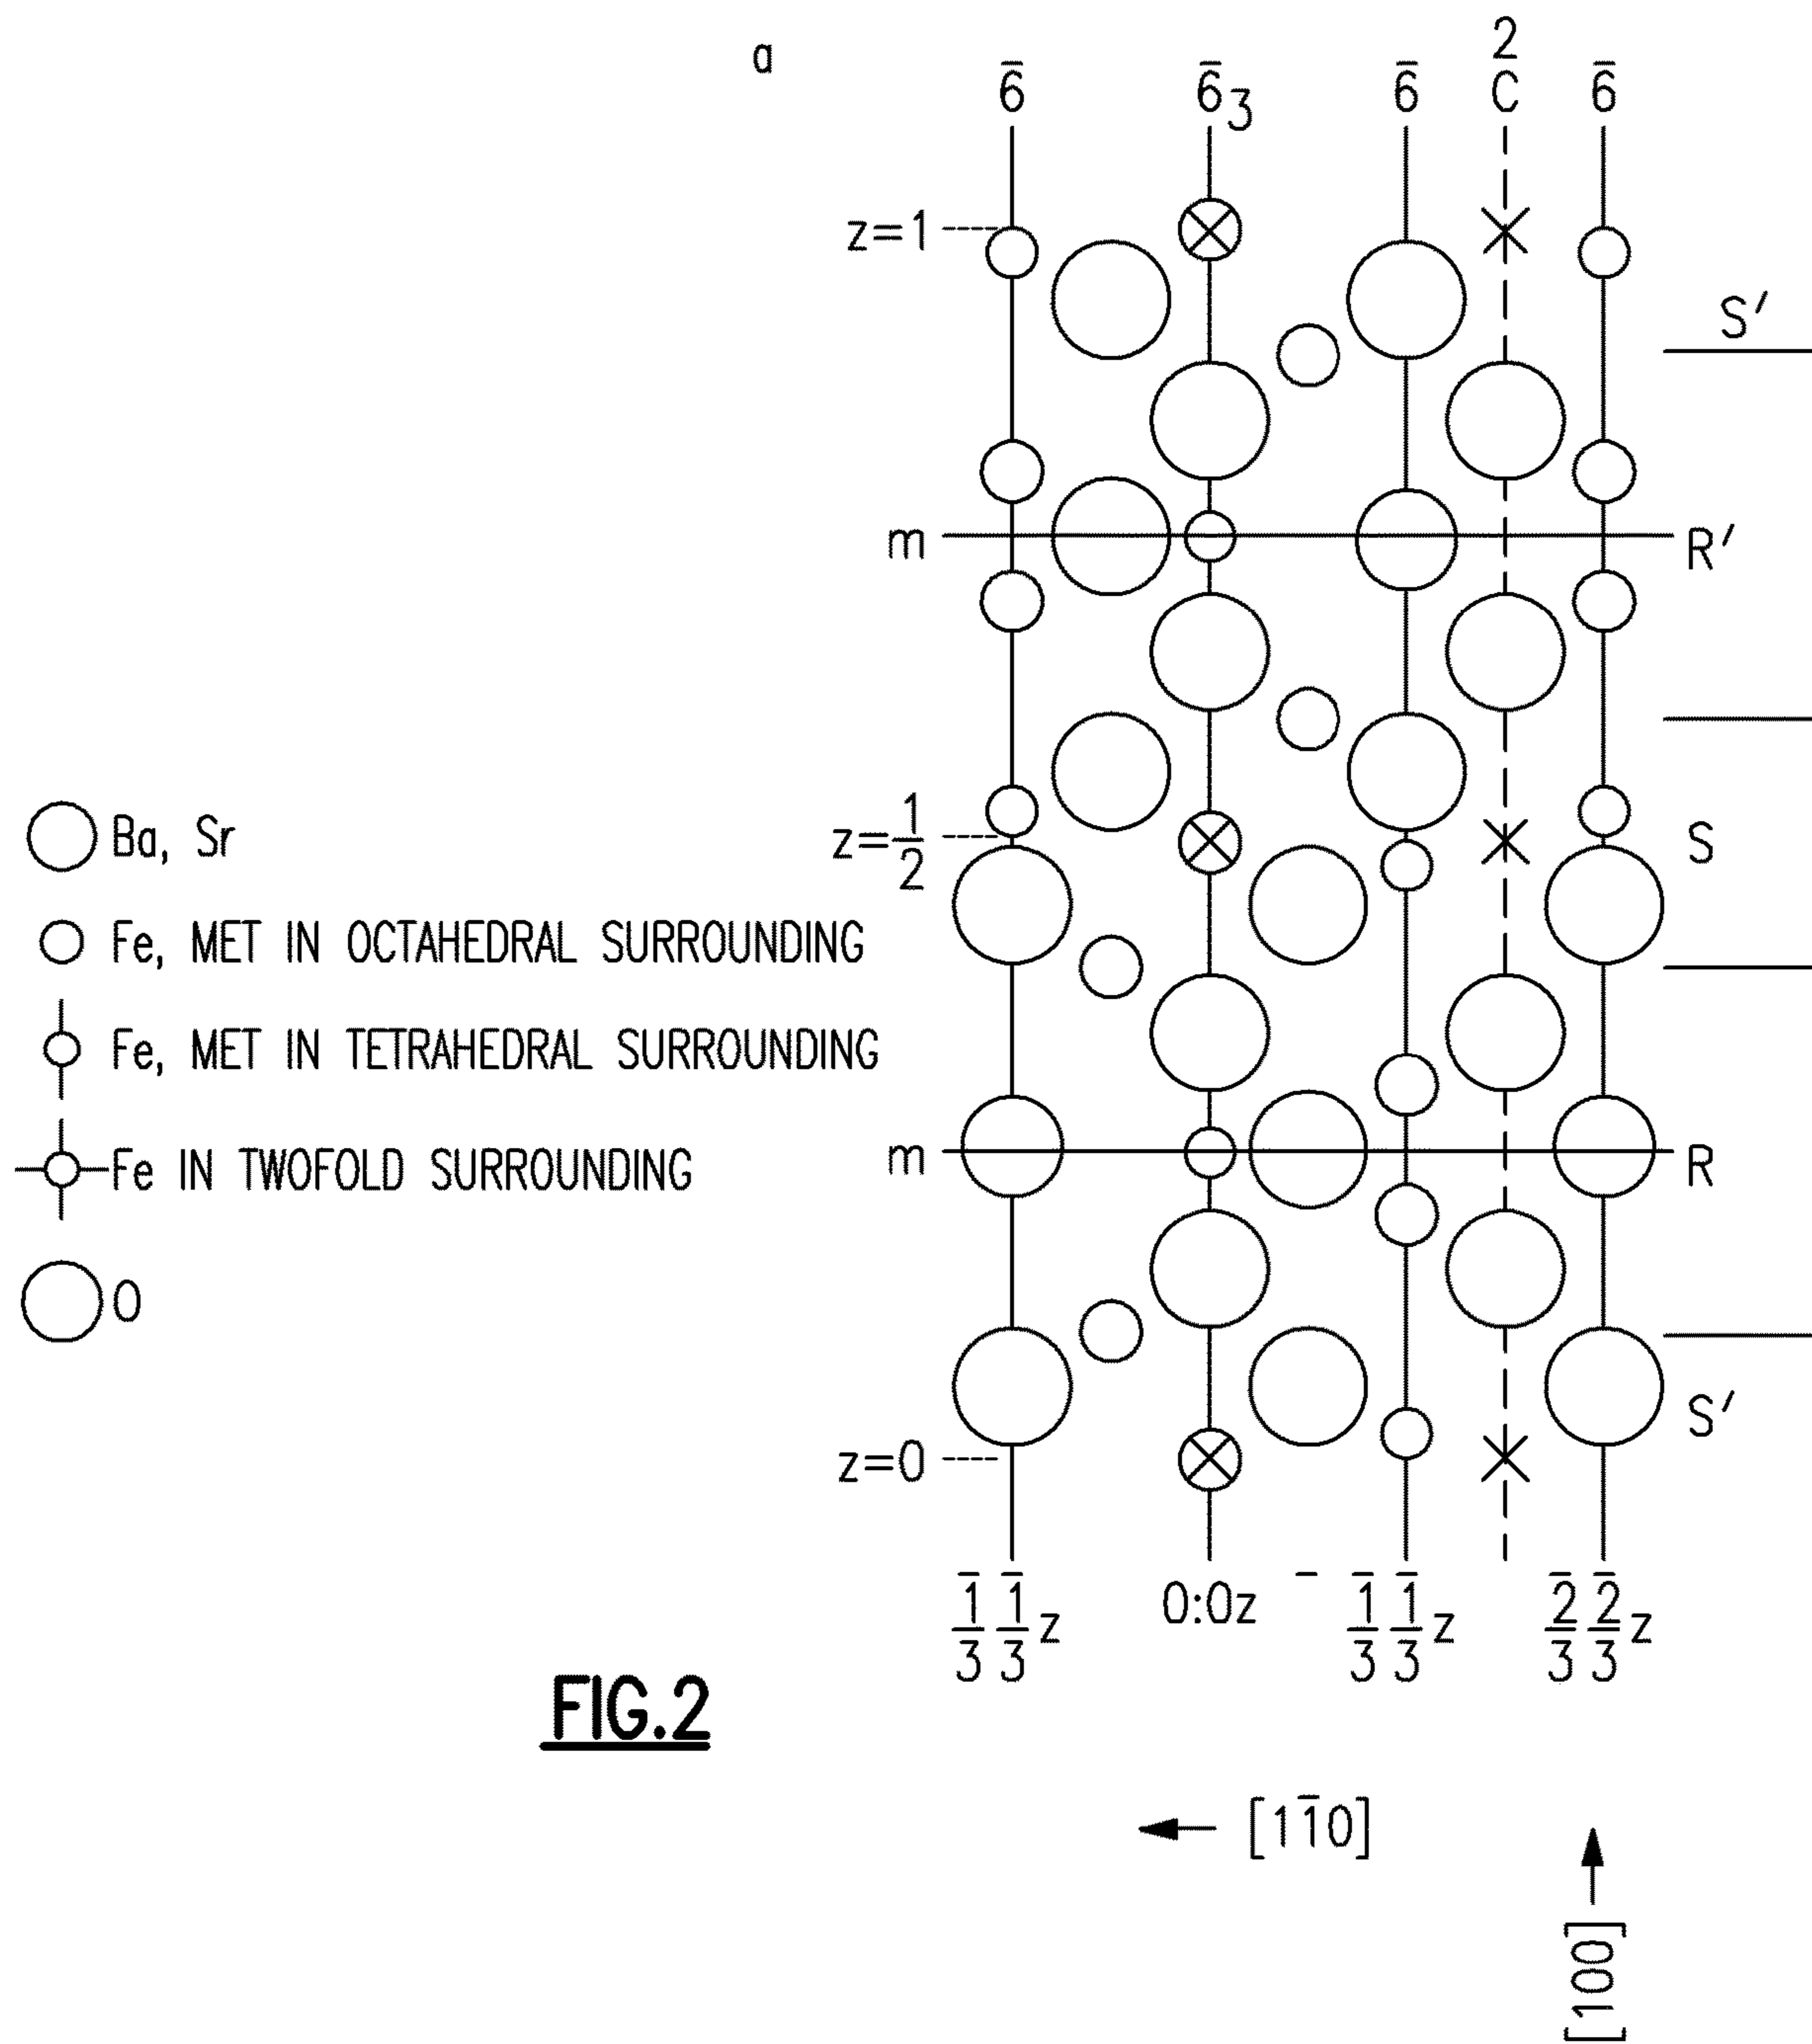 a
6̅ 6̅₃ 6̅ 2/C 6̅
z=1
S′
m R′
z=1/2 S
Ba, Sr
Fe, MET IN OCTAHEDRAL SURROUNDING
Fe, MET IN TETRAHEDRAL SURROUNDING
Fe IN TWOFOLD SURROUNDING
O
m R
z=0 S′
1̅/3 1̅/3 z 0:0z - 1̅/3 1̅/3 z 2̅/3 2̅/3 z
FIG.2
[11̅0]
[100]